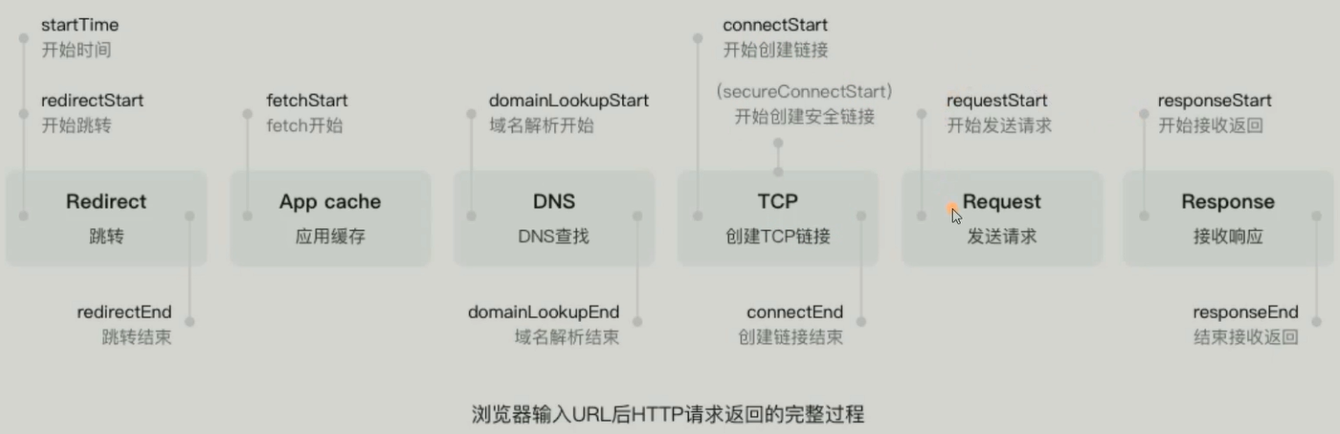 startTime
开始时间
redirectStart
开始跳转
Redirect
跳转
redirectEnd
跳转结束
fetchStart
fetch开始
App cache
应用缓存
domainLookupStart
域名解析开始
DNS
DNS查找
domainLookupEnd
域名解析结束
connectStart
开始创建链接
(secureConnectStart)
开始创建安全链接
TCP
创建TCP链接
connectEnd
创建链接结束
requestStart
开始发送请求
Request
发送请求
responseStart
开始接收返回
Response
接收响应
responseEnd
结束接收返回
浏览器输入URL后HTTP请求返回的完整过程